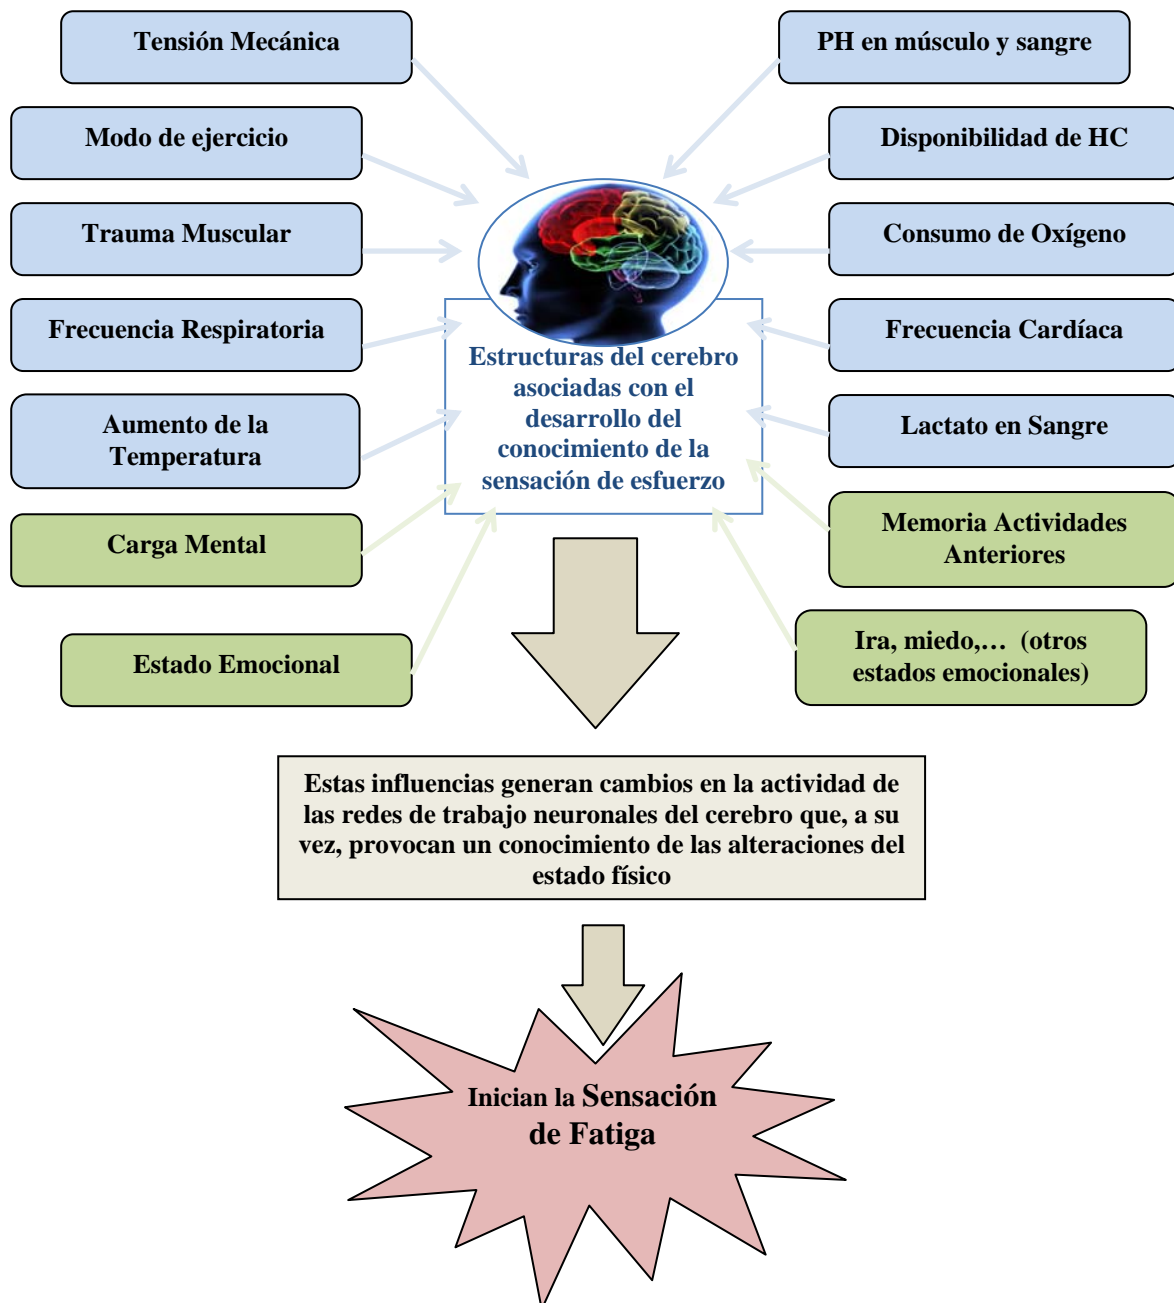 Tensión Mecánica
PH en músculo y sangre
Modo de ejercicio
Disponibilidad de HC
Trauma Muscular
Consumo de Oxígeno
Frecuencia Respiratoria
Frecuencia Cardíaca
Estructuras del cerebro
asociadas con el
desarrollo del
conocimiento de la
sensación de esfuerzo
Aumento de la
Temperatura
Lactato en Sangre
Carga Mental
Memoria Actividades
Anteriores
Estado Emocional
Ira, miedo,… (otros
estados emocionales)
Estas influencias generan cambios en la actividad de
las redes de trabajo neuronales del cerebro que, a su
vez, provocan un conocimiento de las alteraciones del
estado físico
Inician la Sensación
de Fatiga